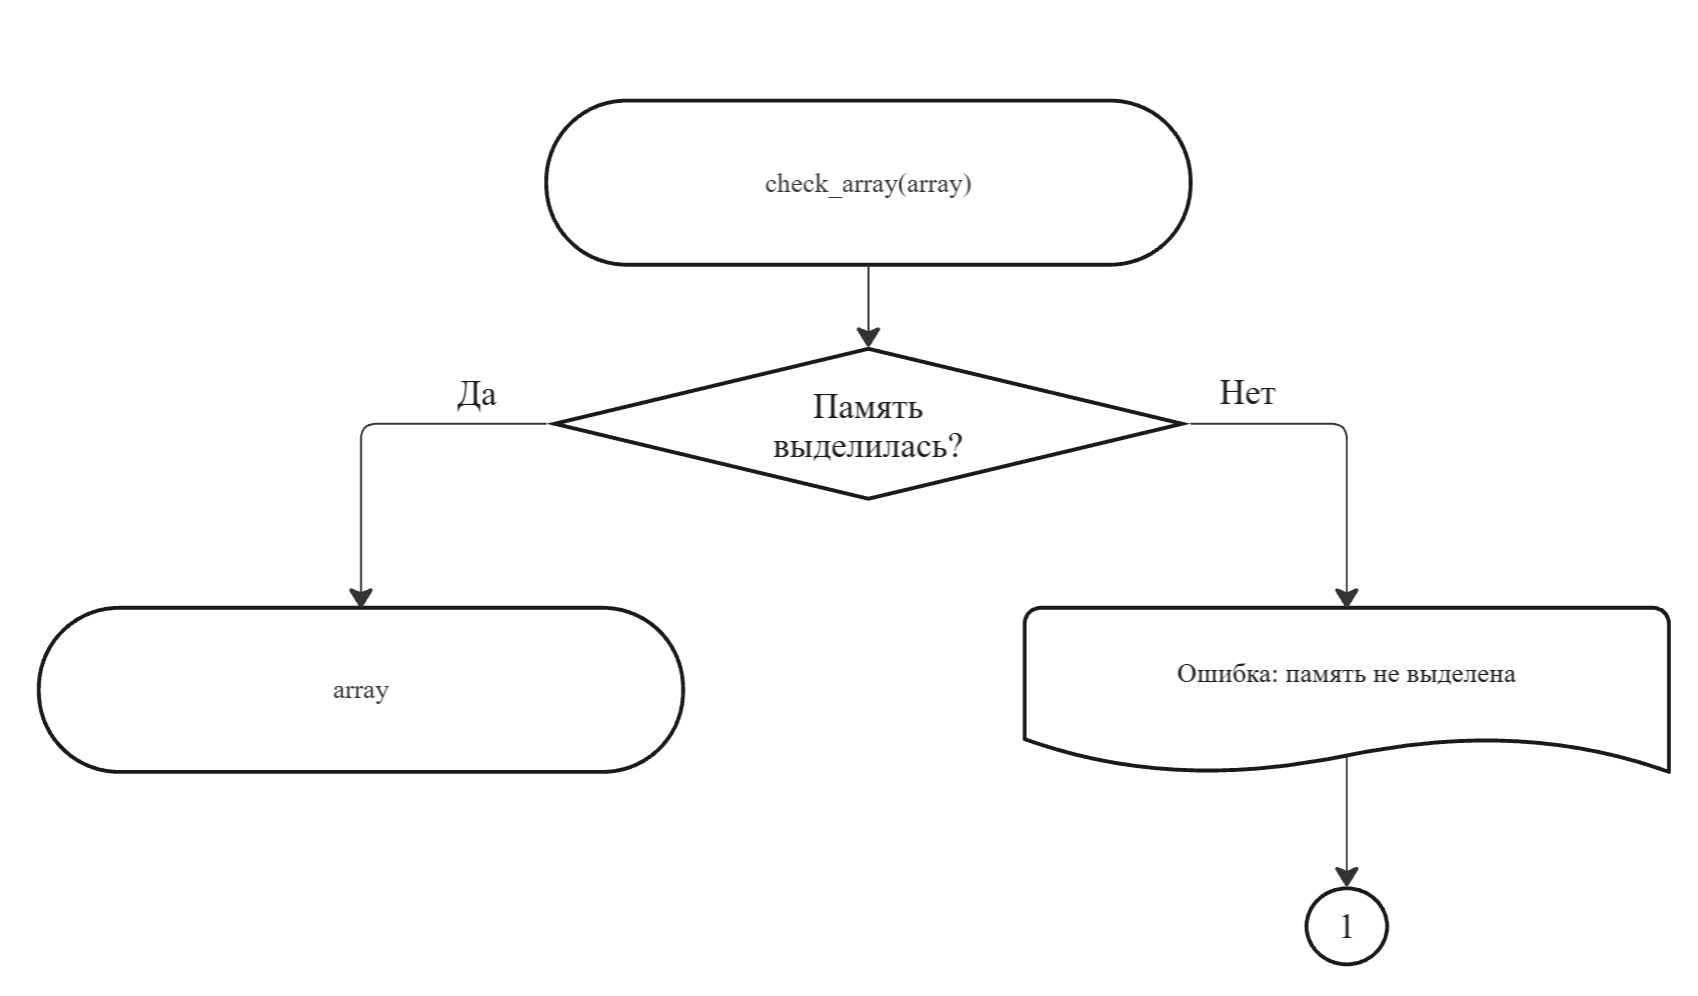 check_array(array)
Да
Нет
Память
выделилась?
array
Ошибка: память не выделена
1